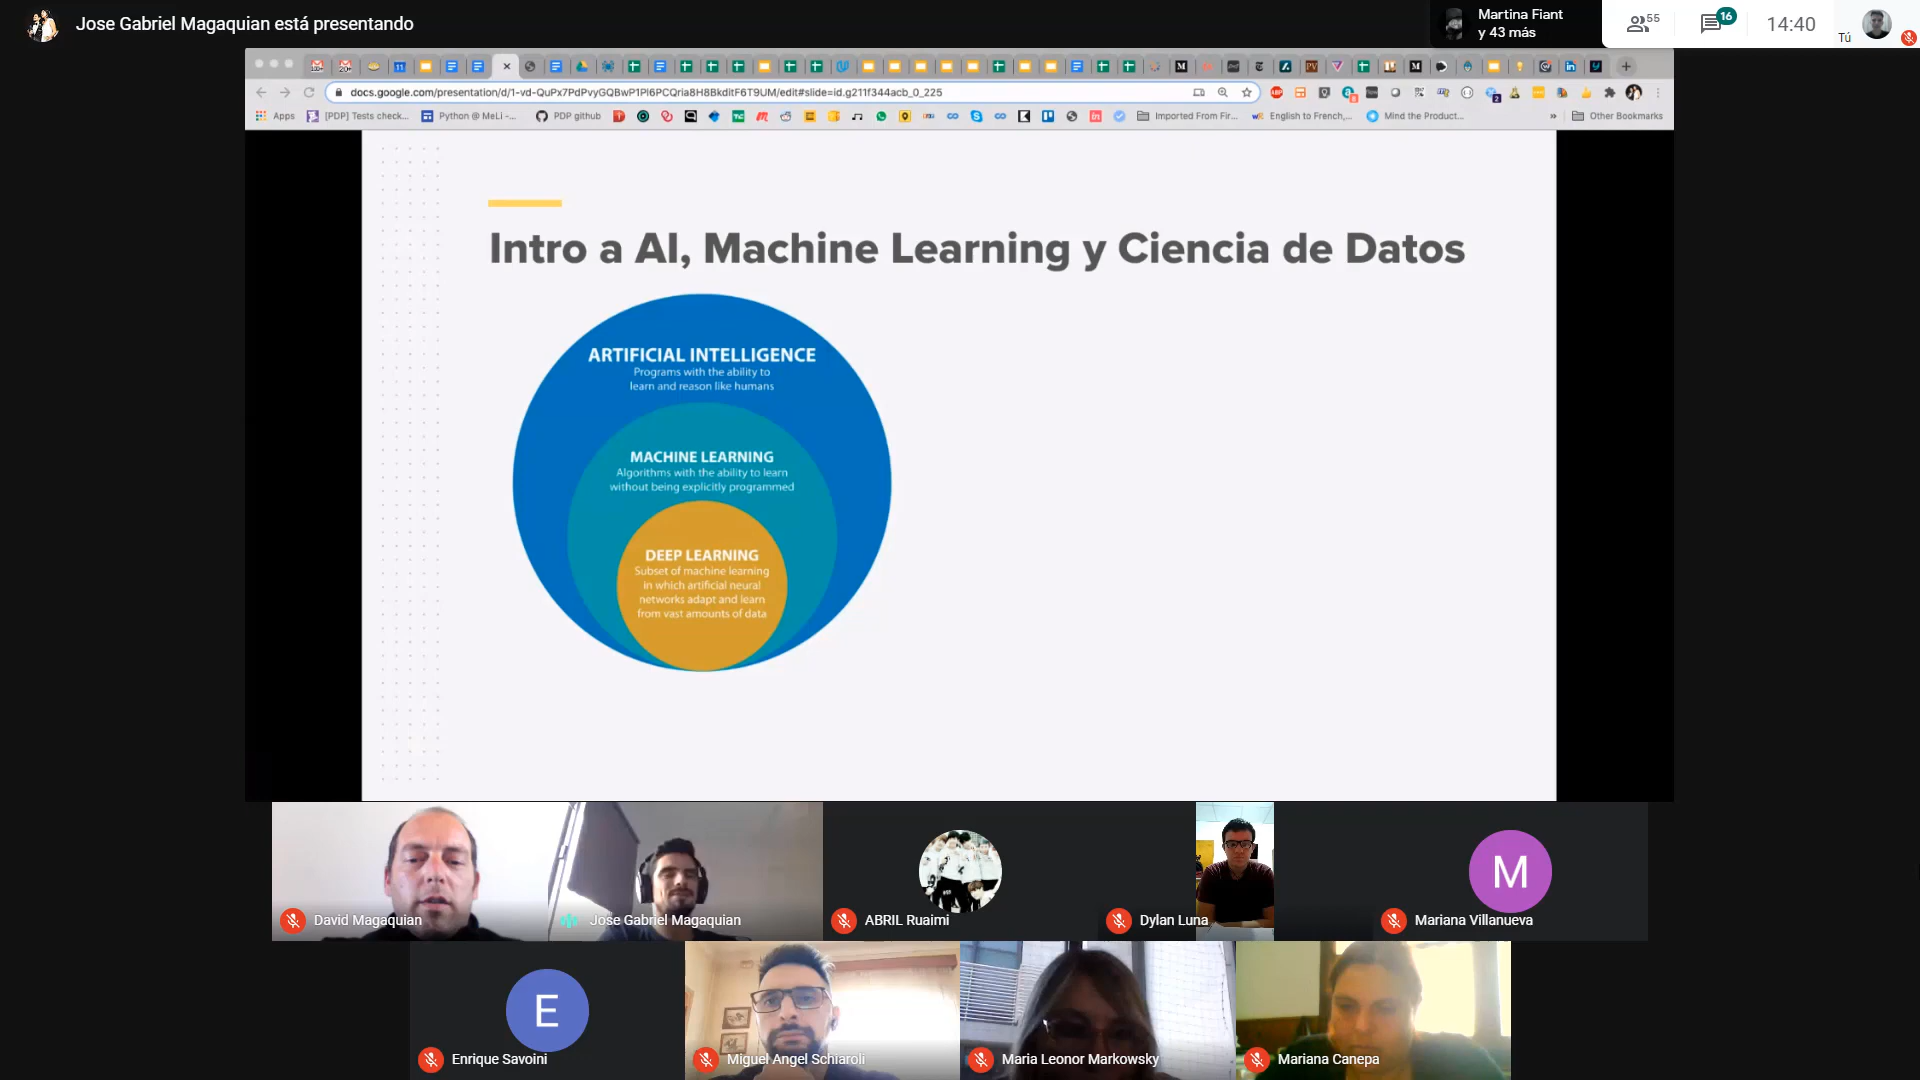 Jose Gabriel Magaquian está presentando
Martina Fiant
y 43 más
55
16
14:40
Tú
docs.google.com/presentation/d/1-vd-QuPx7PdPvyGQBwP1Pl6PCQria8H8BkditF6T9UM/edit#slide=id.g211f344acb_0_225
Apps
[PDP] Tests check...
Python @ MeLi -...
PDP github
Imported From Fir...
English to French,...
Mind the Product...
»
Other Bookmarks
Intro a AI, Machine Learning y Ciencia de Datos
ARTIFICIAL INTELLIGENCE
Programs with the ability to
learn and reason like humans
MACHINE LEARNING
Algorithms with the ability to learn
without being explicitly programmed
DEEP LEARNING
Subset of machine learning
in which artificial neural
networks adapt and learn
from vast amounts of data
David Magaquian
Jose Gabriel Magaquian
ABRIL Ruaimi
Dylan Luna
M
Mariana Villanueva
E
Enrique Savoini
Miguel Angel Schiaroli
Maria Leonor Markowsky
Mariana Canepa